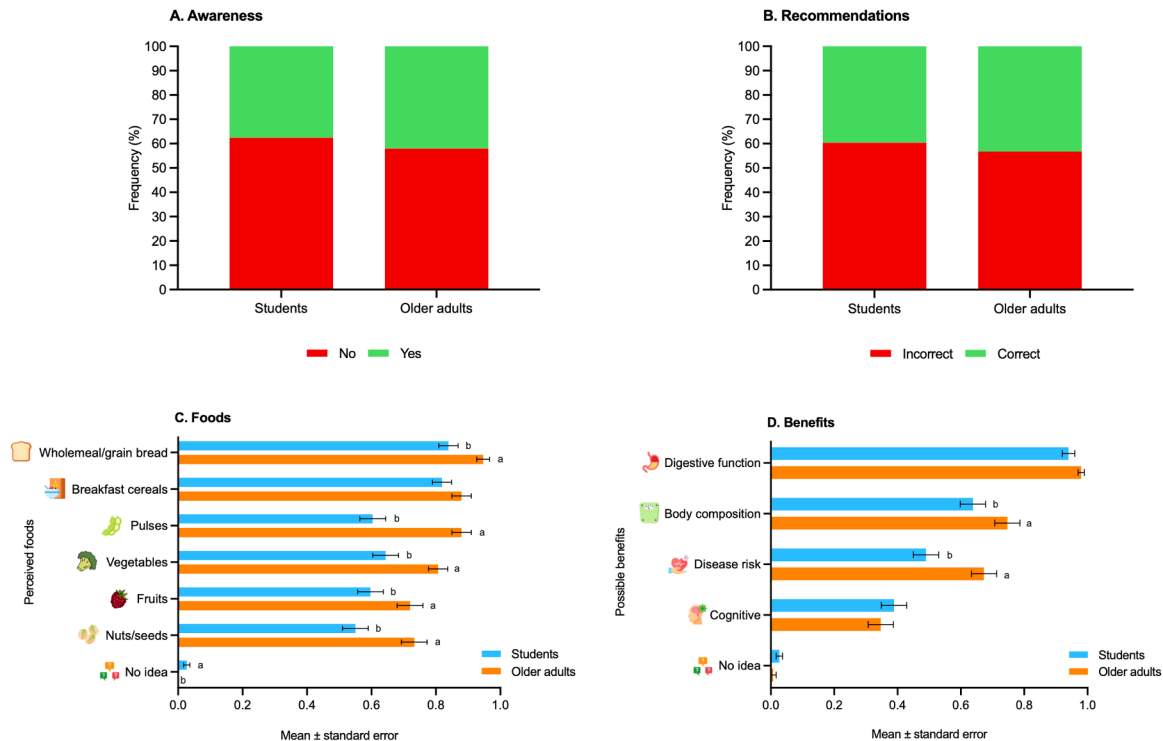 A. Awareness
Frequency (%)
100
90
80
70
60
50
40
30
20
10
0
Students
Older adults
No
Yes
B. Recommendations
Frequency (%)
100
90
80
70
60
50
40
30
20
10
0
Students
Older adults
Incorrect
Correct
C. Foods
Perceived foods
Wholemeal/grain bread
b
a
Breakfast cereals
Pulses
b
a
Vegetables
b
a
Fruits
b
a
Nuts/seeds
b
a
No idea
a
b
Students
Older adults
0.0 0.2 0.4 0.6 0.8 1.0
Mean ± standard error
D. Benefits
Possible benefits
Digestive function
Body composition
b
a
Disease risk
b
a
Cognitive
No idea
Students
Older adults
0.0 0.2 0.4 0.6 0.8 1.0
Mean ± standard error